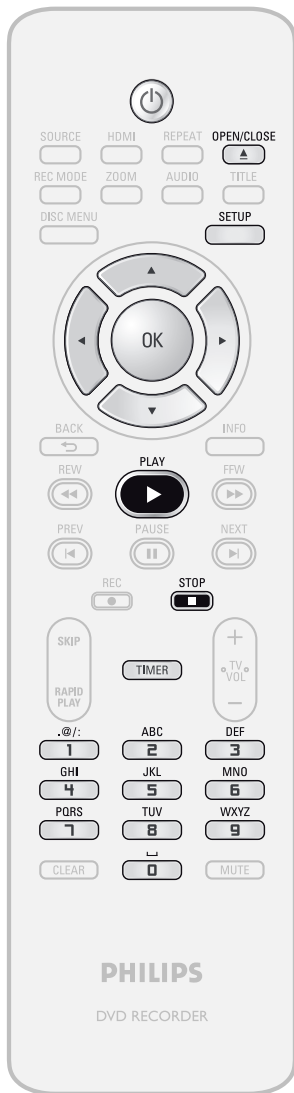 SOURCE HDMI REPEAT OPEN/CLOSE
REC MODE ZOOM AUDIO TITLE
DISC MENU SETUP
OK
BACK INFO
REW PLAY FFW
PREV PAUSE NEXT
REC STOP
SKIP
TIMER
TV
VOL
RAPID
PLAY
.@/: ABC DEF
1 2 3
GHI JKL MNO
4 5 6
PQRS TUV WXYZ
7 8 9
CLEAR 0 MUTE
PHILIPS
DVD RECORDER